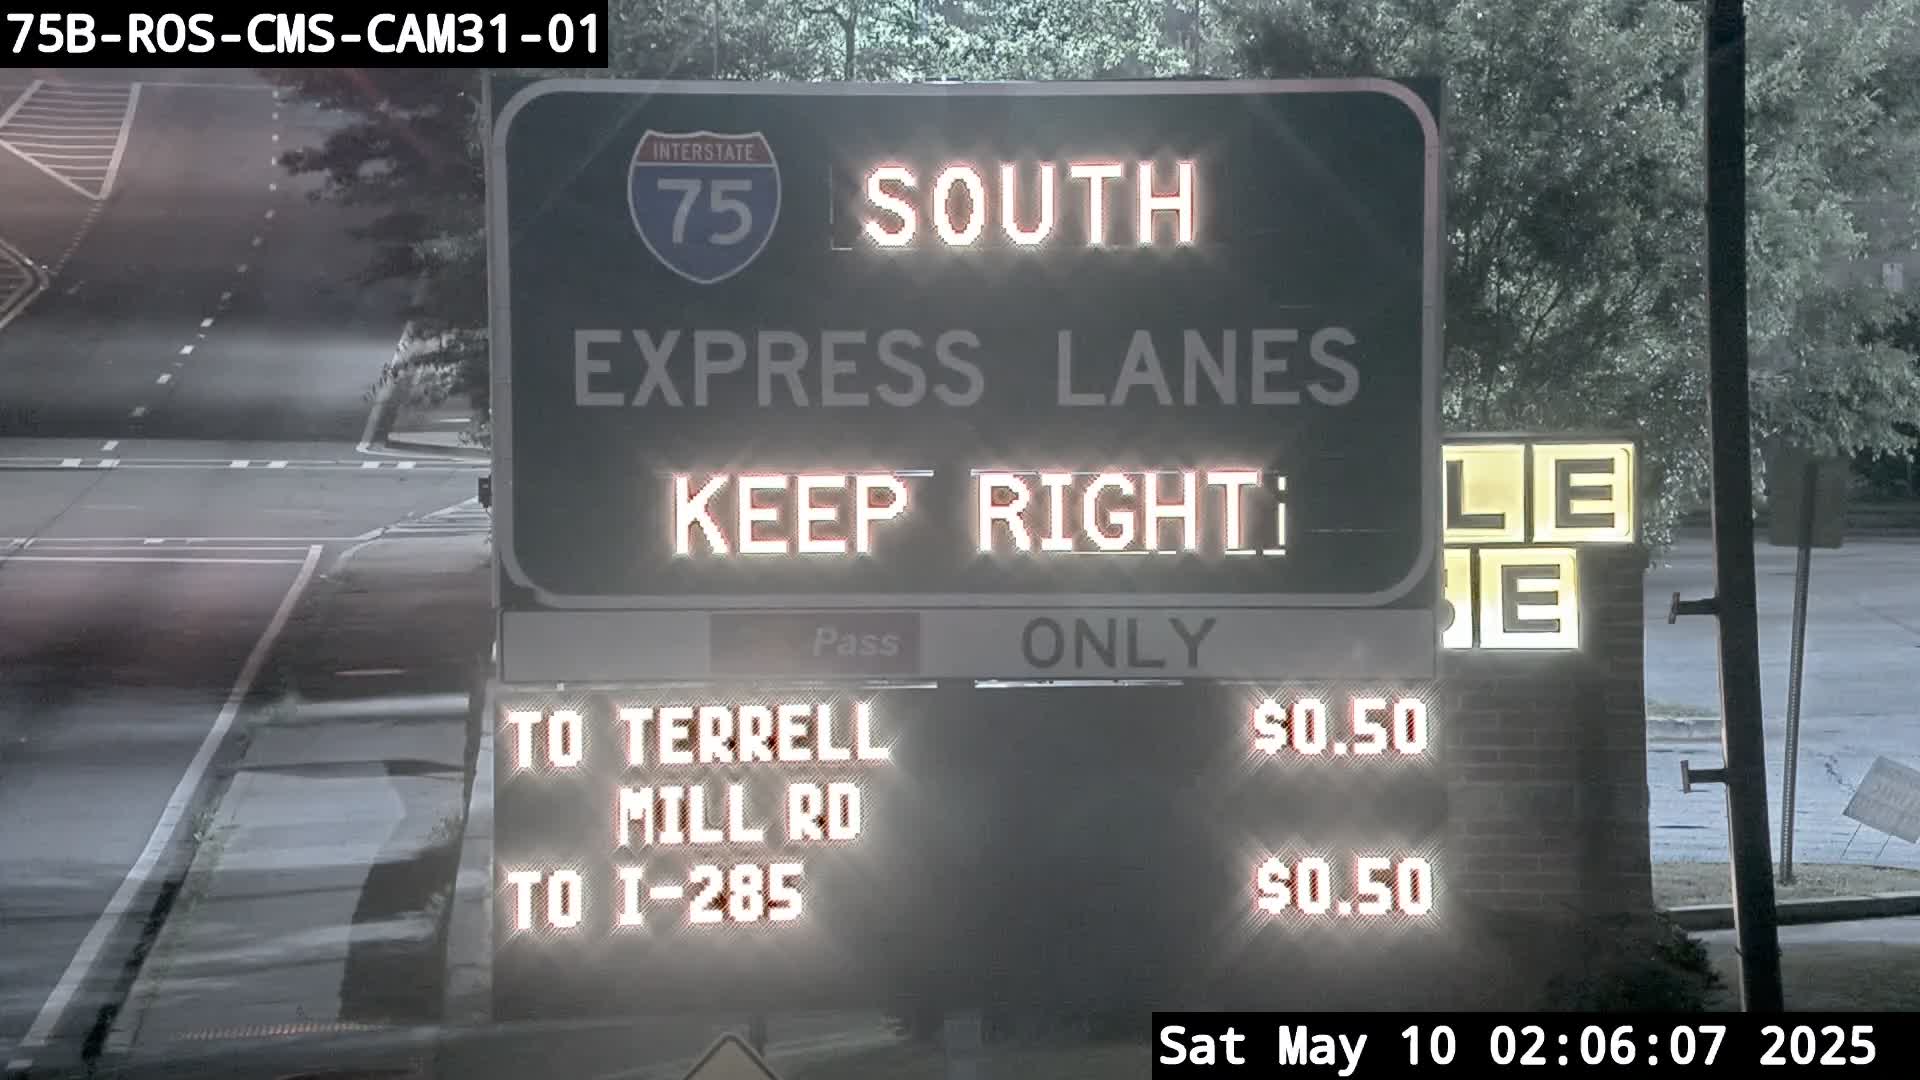 75B-ROS-CMS-CAM31-01
INTERSTATE
75
SOUTH
EXPRESS LANES
KEEP RIGHT
Pass ONLY
TO TERRELL $0.50
MILL RD
TO I-285 $0.50
LE
E
Sat May 10 02:06:07 2025